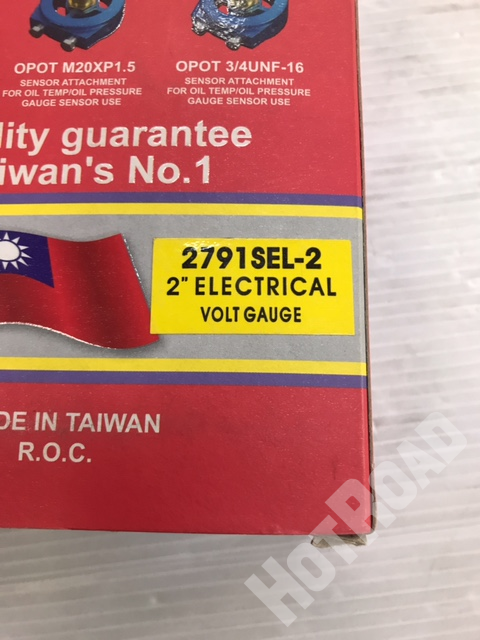 OPOT M20XP1.5
SENSOR ATTACHMENT
FOR OIL TEMP/OIL PRESSURE
GAUGE SENSOR USE
OPOT 3/4UNF-16
SENSOR ATTACHMENT
FOR OIL TEMP/OIL PRESSURE
GAUGE SENSOR USE
lity guarantee
iwan's No.1
2791SEL-2
2" ELECTRICAL
VOLT GAUGE
DE IN TAIWAN
R.O.C.
HOTROAD